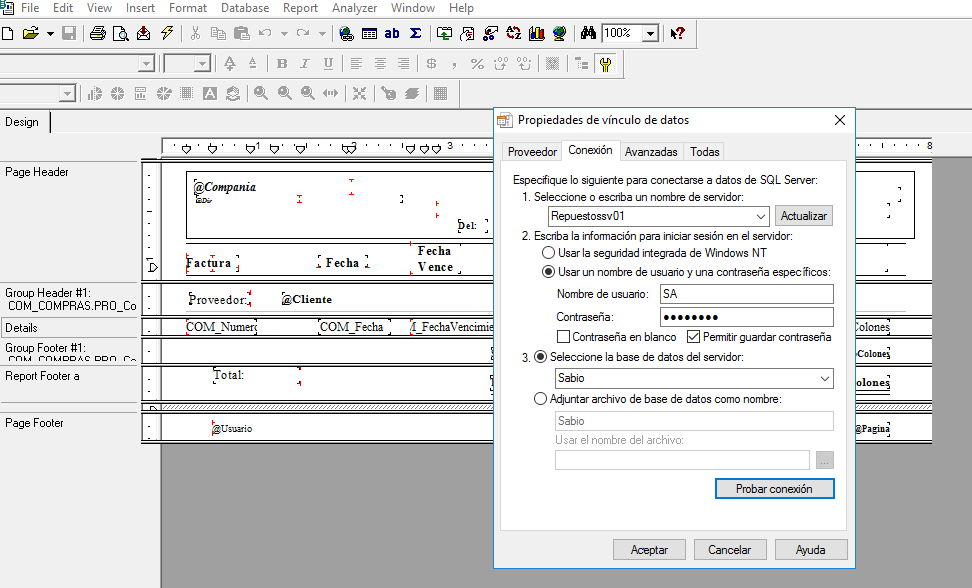 File Edit View Insert Format Database Report Analyzer Window Help
100%
Design
1 2 3 8
Page Header
@Compania
@Dir
Del:
Factura Fecha Fecha
Vence
Group Header #1:
COM_COMPRAS.PRO_Co
Proveedor: @Cliente
Details
COM_Numero COM_Fecha M_FechaVencimie Colones
Group Footer #1:
COM_COMPRAS.PRO_Co
Colones
Report Footer a
Total:
olones
Page Footer
@Usuario
@Pagina
Propiedades de vínculo de datos
Proveedor Conexión Avanzadas Todas
Especifique lo siguiente para conectarse a datos de SQL Server:
1. Seleccione o escriba un nombre de servidor:
Repuestossv01 Actualizar
2. Escriba la información para iniciar sesión en el servidor:
Usar la seguridad integrada de Windows NT
Usar un nombre de usuario y una contraseña específicos:
Nombre de usuario: SA
Contraseña: ●●●●●●●●
Contraseña en blanco Permitir guardar contraseña
3. Seleccione la base de datos del servidor:
Sabio
Adjuntar archivo de base de datos como nombre:
Sabio
Usar el nombre del archivo:
...
Probar conexión
Aceptar Cancelar Ayuda